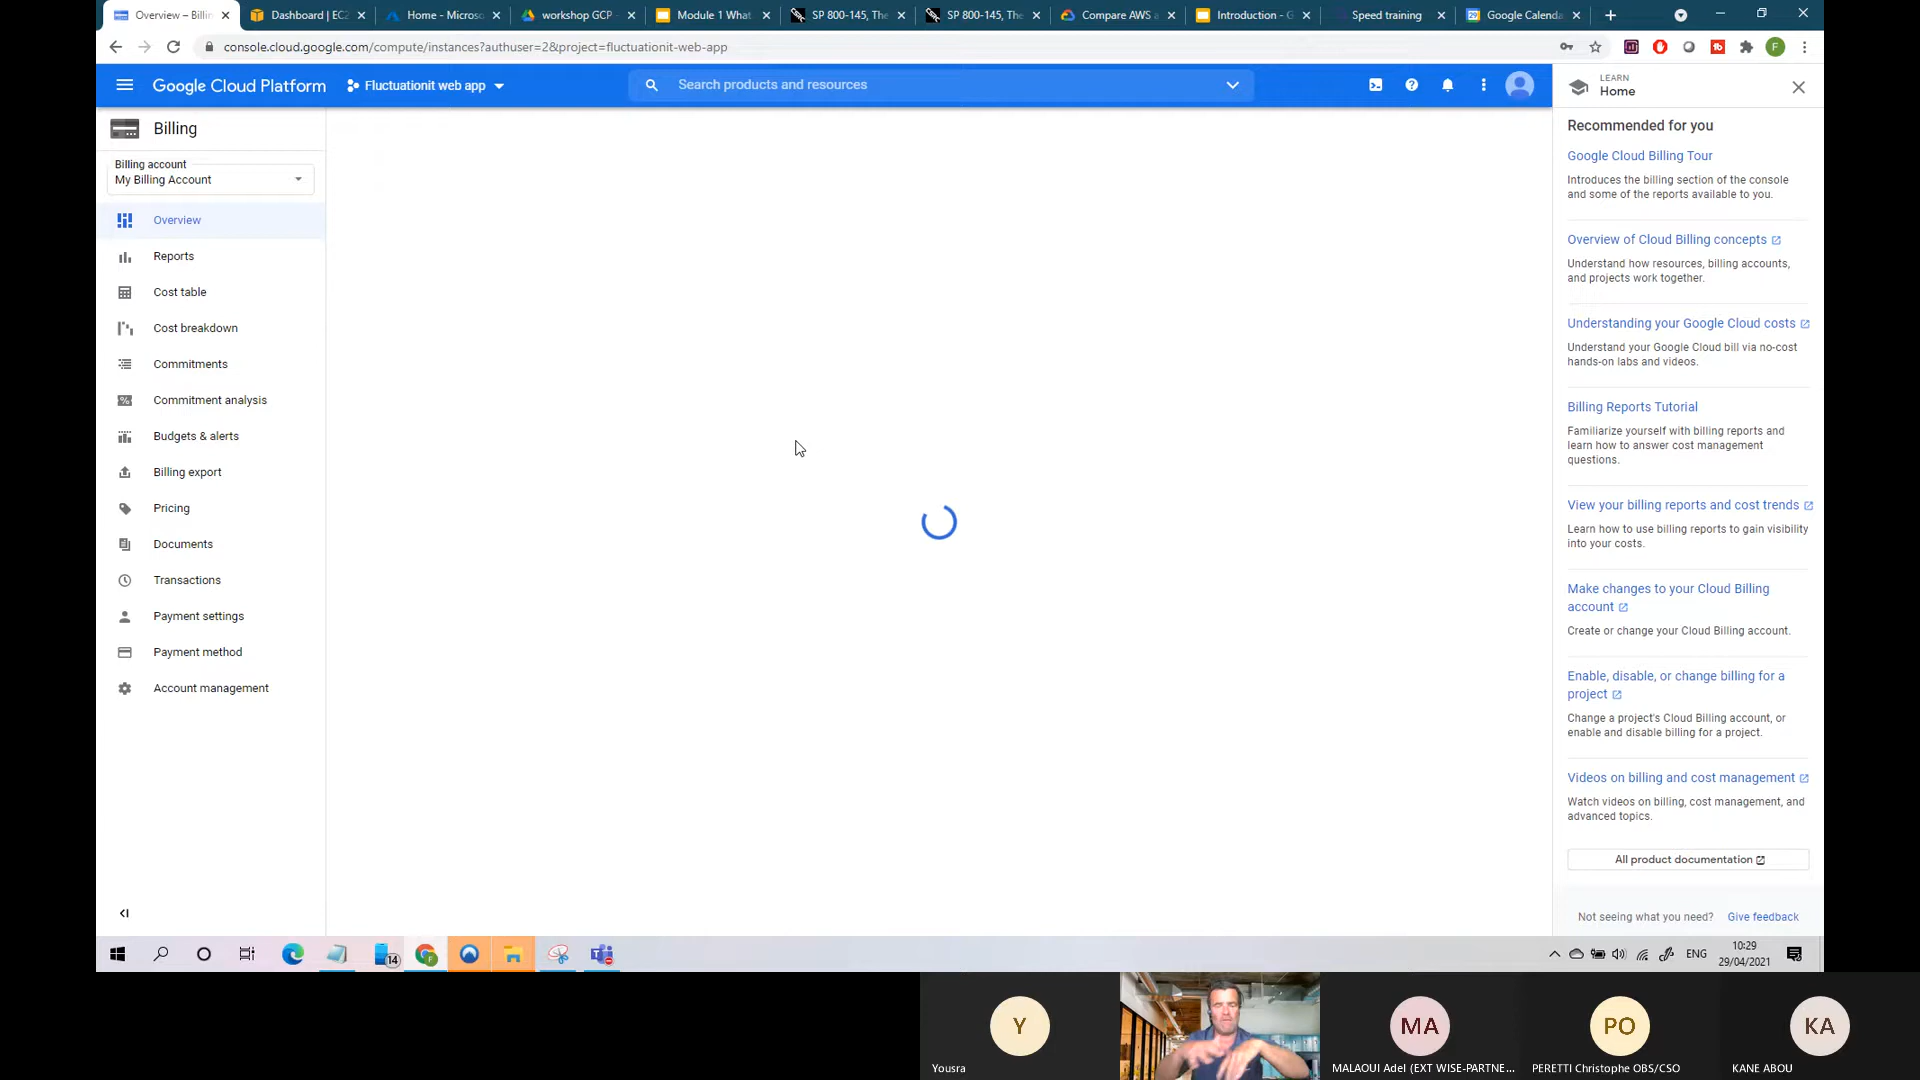 Overview – Billin
Dashboard | EC2
Home - Microso
workshop GCP -
Module 1 What
SP 800-145, The
SP 800-145, The
Compare AWS a
Introduction - G
Speed training
Google Calenda
console.cloud.google.com/compute/instances?authuser=2&project=fluctuationit-web-app
F
Google Cloud Platform
Fluctuationit web app
Search products and resources
LEARN
Home
Billing
Billing account
My Billing Account
Overview
Reports
Cost table
Cost breakdown
Commitments
Commitment analysis
Budgets & alerts
Billing export
Pricing
Documents
Transactions
Payment settings
Payment method
Account management
Recommended for you
Google Cloud Billing Tour
Introduces the billing section of the console
and some of the reports available to you.
Overview of Cloud Billing concepts
Understand how resources, billing accounts,
and projects work together.
Understanding your Google Cloud costs
Understand your Google Cloud bill via no-cost
hands-on labs and videos.
Billing Reports Tutorial
Familiarize yourself with billing reports and
learn how to answer cost management
questions.
View your billing reports and cost trends
Learn how to use billing reports to gain visibility
into your costs.
Make changes to your Cloud Billing
account
Create or change your Cloud Billing account.
Enable, disable, or change billing for a
project
Change a project's Cloud Billing account, or
enable and disable billing for a project.
Videos on billing and cost management
Watch videos on billing, cost management, and
advanced topics.
All product documentation
Not seeing what you need? Give feedback
14
ENG
10:29
29/04/2021
Y
MA
PO
KA
Yousra
MALAOUI Adel (EXT WISE-PARTNE...
PERETTI Christophe OBS/CSO
KANE ABOU